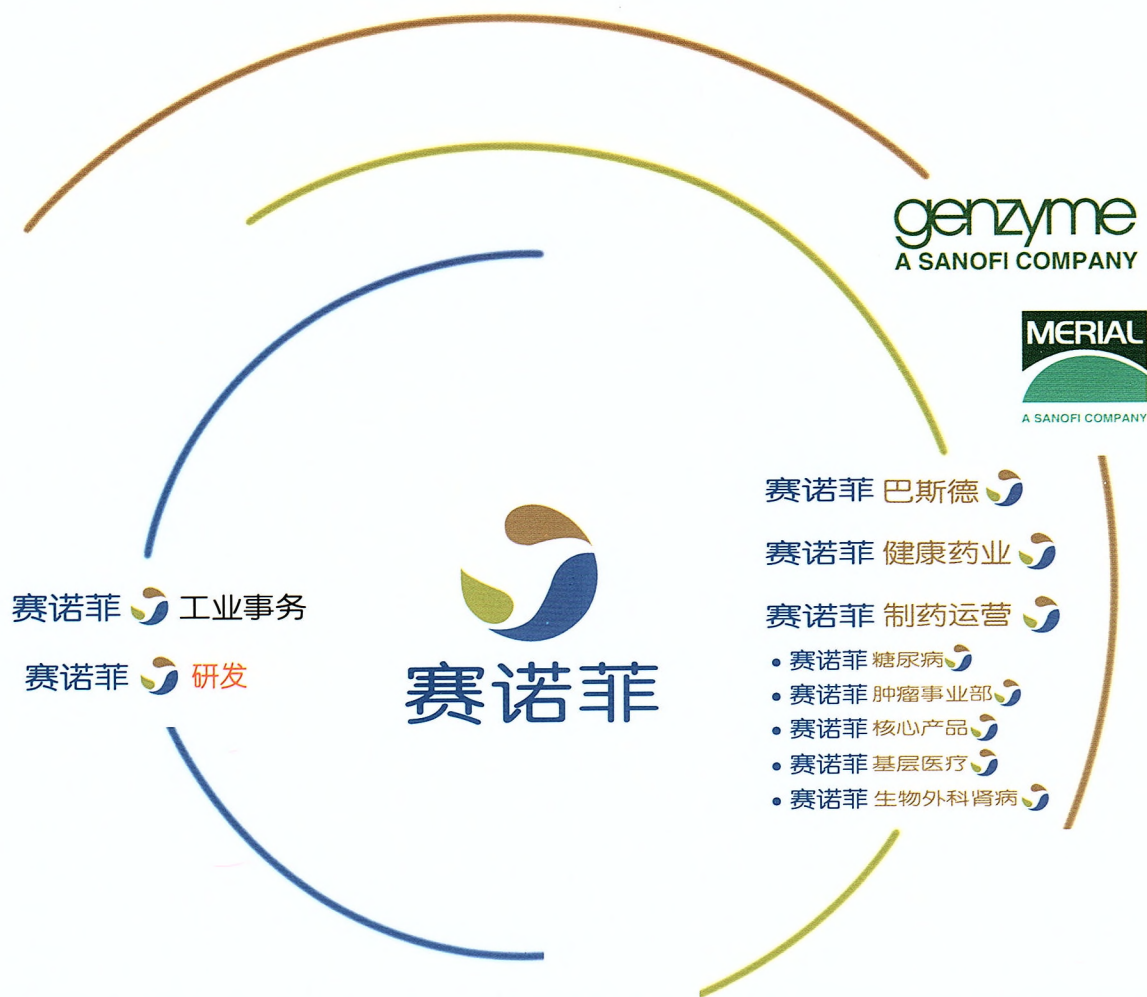 genzyme
A SANOFI COMPANY
MERIAL
A SANOFI COMPANY
赛诺菲 巴斯德
赛诺菲 健康药业
赛诺菲 制药运营
• 赛诺菲 糖尿病
• 赛诺菲 肿瘤事业部
• 赛诺菲 核心产品
• 赛诺菲 基层医疗
• 赛诺菲 生物外科肾病
赛诺菲 工业事务
赛诺菲 研发
赛诺菲